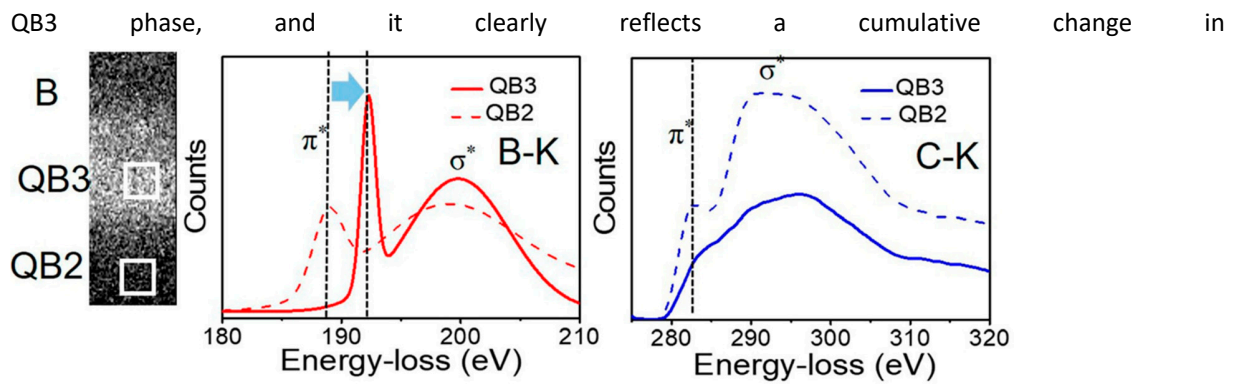 QB3 phase, and it clearly reflects a cumulative change in
B
QB3
QB2
Counts
π*
QB3
QB2
B-K
σ*
180 190 200 210
Energy-loss (eV)
Counts
π*
σ*
QB3
QB2
C-K
280 290 300 310 320
Energy-loss (eV)